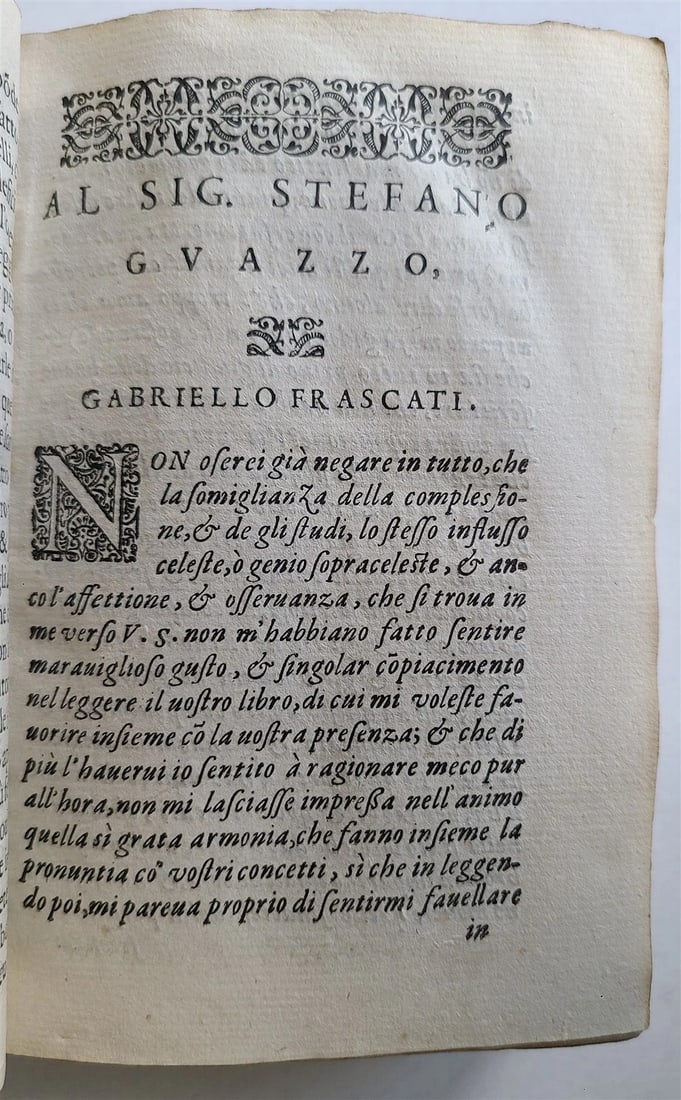 AL SIG. STEFANO
GVAZZO,
GABRIELLO FRASCATI.
NON oſerei già negare in tutto, che
la ſomiglianza della compleſsio-
ne, & de gli ſtudi, lo ſteſſo influſſo
celeſte, ò genio ſopraceleſte, & an-
co l'affettione, & oſſeruanza, che ſi troua in
me verſo V. S. non m'habbiano fatto ſentire
marauiglioſo guſto, & ſingolar cōpiacimento
nel leggere il uoſtro libro, di cui mi voleſte fa-
uorire inſieme cō la uoſtra preſenza; & che di
più l'hauerui io ſentito à ragionare meco pur
all'hora, non mi laſciaſſe impreſſa nell'animo
quella sì grata armonia, che fanno inſieme la
pronuntia co' voſtri concetti, sì che in leggen-
do poi, mi pareua proprio di ſentirmi fauellare
in